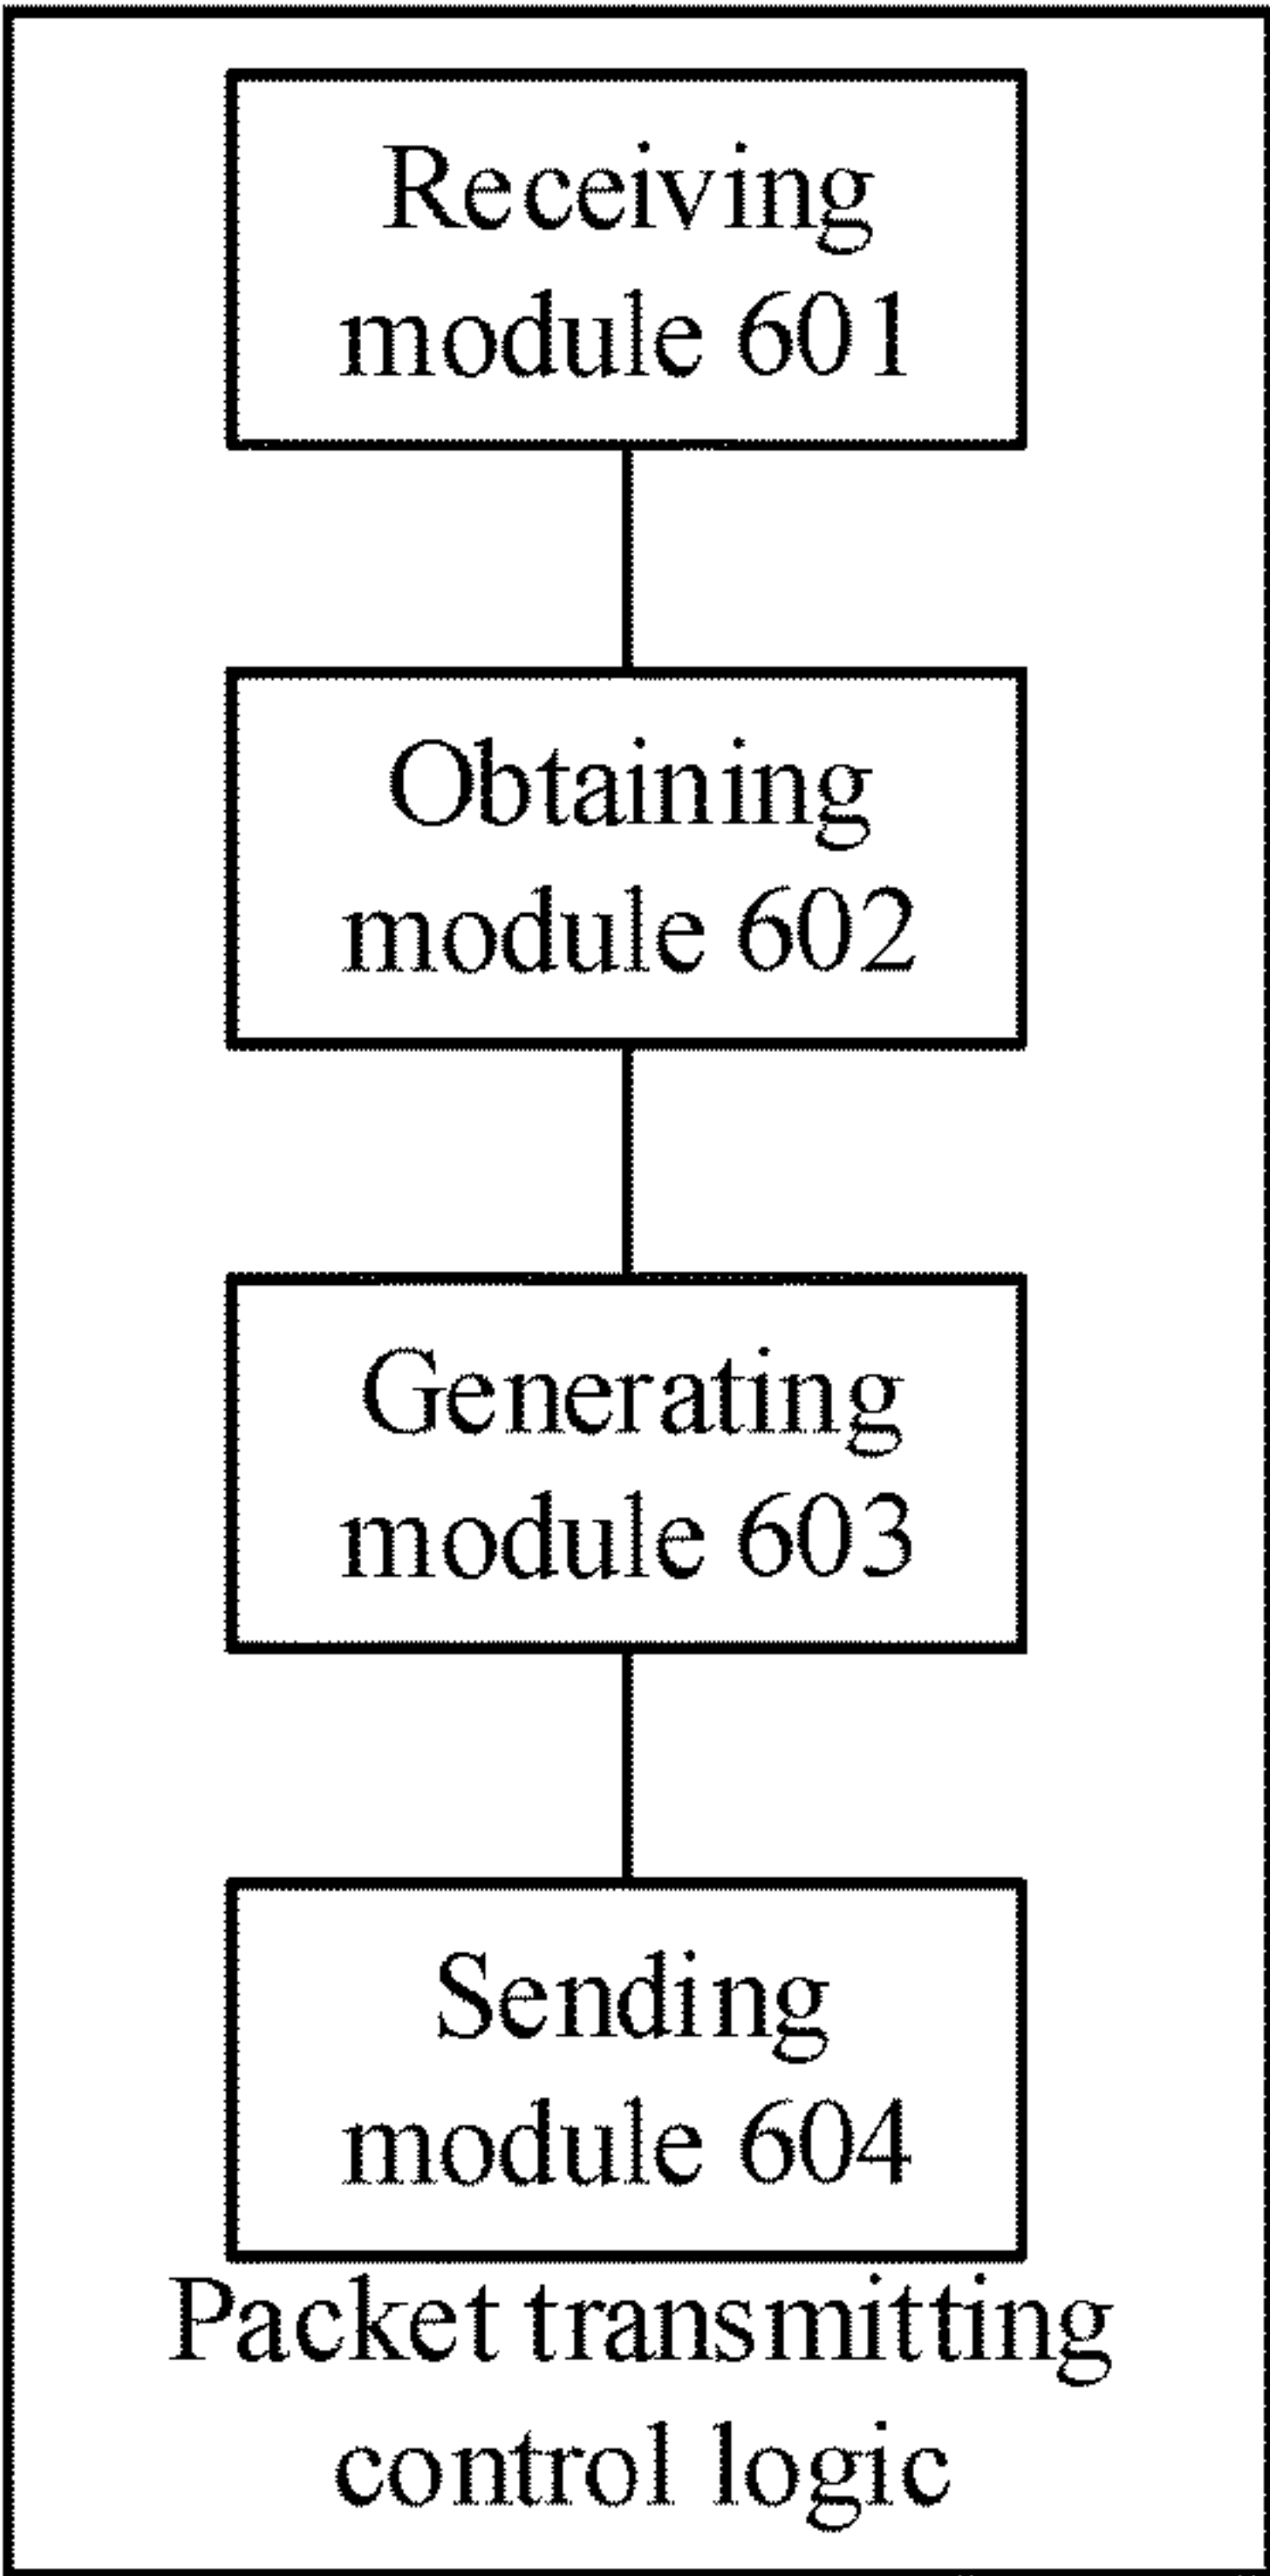 Receiving
module 601
Obtaining
module 602
Generating
module 603
Sending
module 604
Packet transmitting
control logic